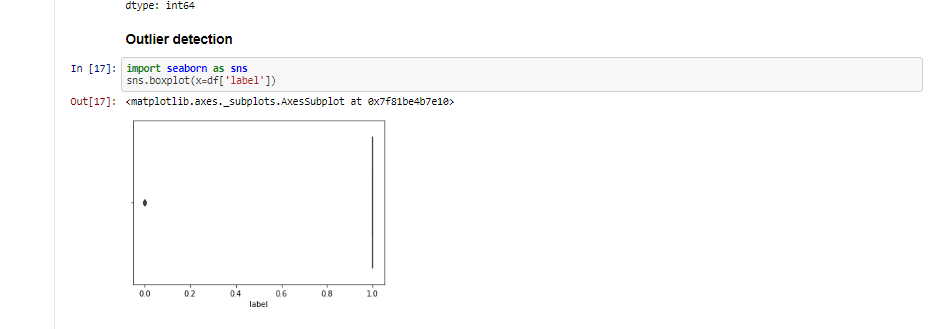 dtype: int64
Outlier detection
In [17]: import seaborn as sns
sns.boxplot(x=df['label'])
Out[17]: <matplotlib.axes._subplots.AxesSubplot at 0x7f81be4b7e10>
0.0 0.2 0.4 0.6 0.8 1.0
label